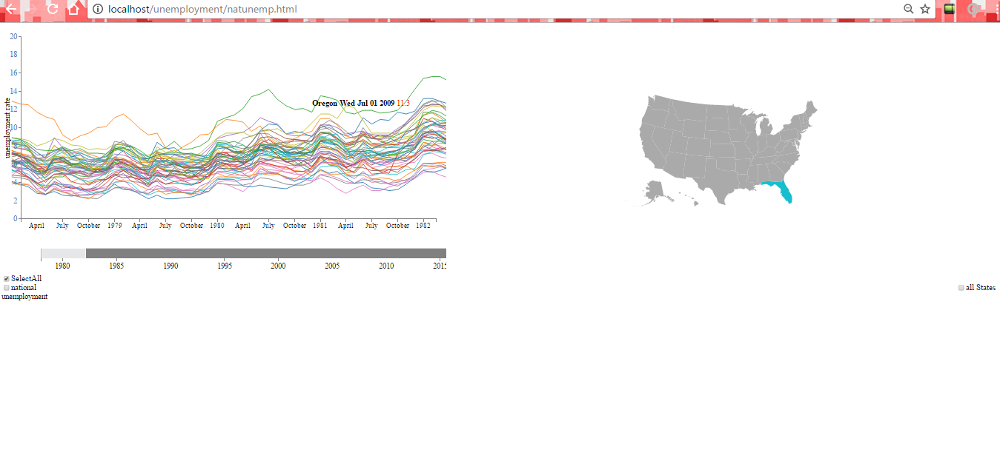 localhost/unemployment/natunemp.html
20
18
16
14
12
10
8
6
4
2
0
unemployment rate
Oregon Wed Jul 01 2009 11.3
April July October 1979 April July October 1980 April July October 1981 April July October 1982
1980 1985 1990 1995 2000 2005 2010 2015
SelectAll
national
unemployment
all States